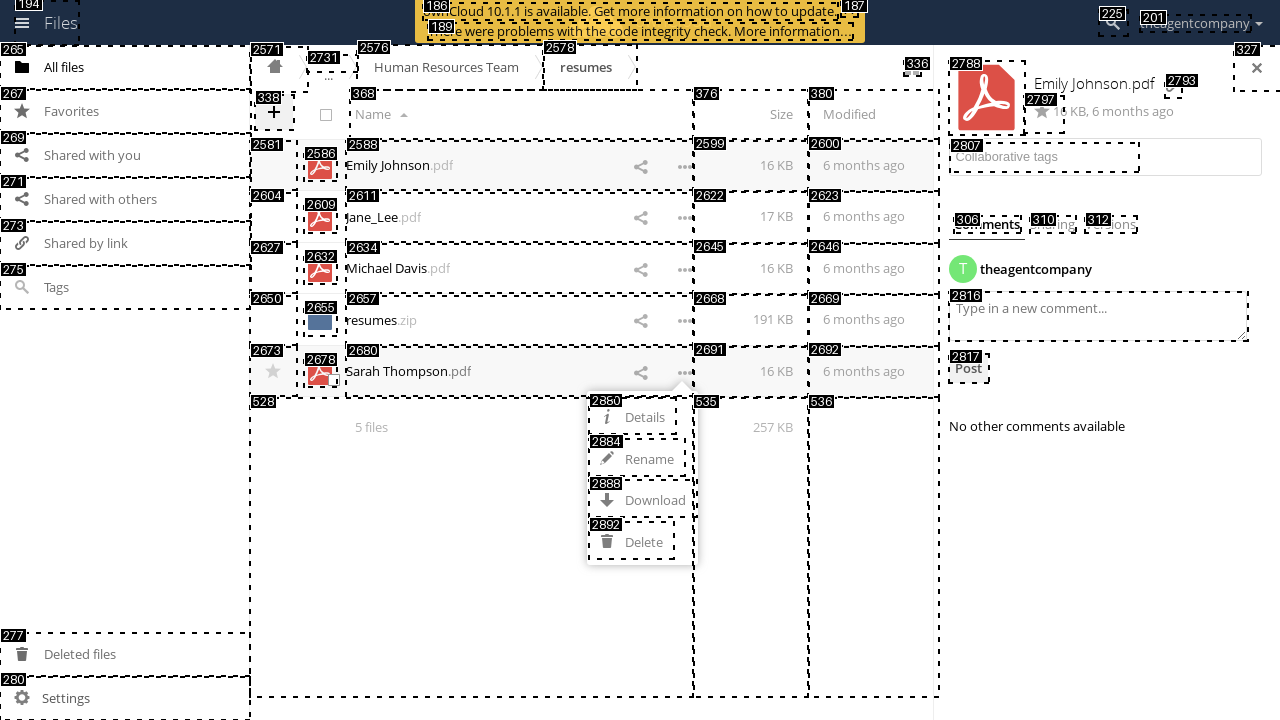 194
Files
186
ownCloud 10.1.1 is available. Get more information on how to update.
187
189
There were problems with the code integrity check. More information…
225
201
theagentcompany
265
All files
267
Favorites
269
Shared with you
271
Shared with others
273
Shared by link
275
Tags
277
Deleted files
280
Settings
2571
2731
...
2576
Human Resources Team
2578
resumes
336
338
+
368
Name
376
Size
380
Modified
2581
2586
2588
Emily Johnson.pdf
2599
16 KB
2600
6 months ago
2604
2609
2611
Jane_Lee.pdf
2622
17 KB
2623
6 months ago
2627
2632
2634
Michael Davis.pdf
2645
16 KB
2646
6 months ago
2650
2655
2657
resumes.zip
2668
191 KB
2669
6 months ago
2673
2678
2680
Sarah Thompson.pdf
2691
16 KB
2692
6 months ago
528
5 files
535
257 KB
536
2880
Details
2884
Rename
2888
Download
2892
Delete
327
2788
Emily Johnson.pdf
2793
2797
16 KB, 6 months ago
2807
Collaborative tags
306
Comments
310
Sharing
312
Versions
T
theagentcompany
2816
Type in a new comment...
2817
Post
No other comments available